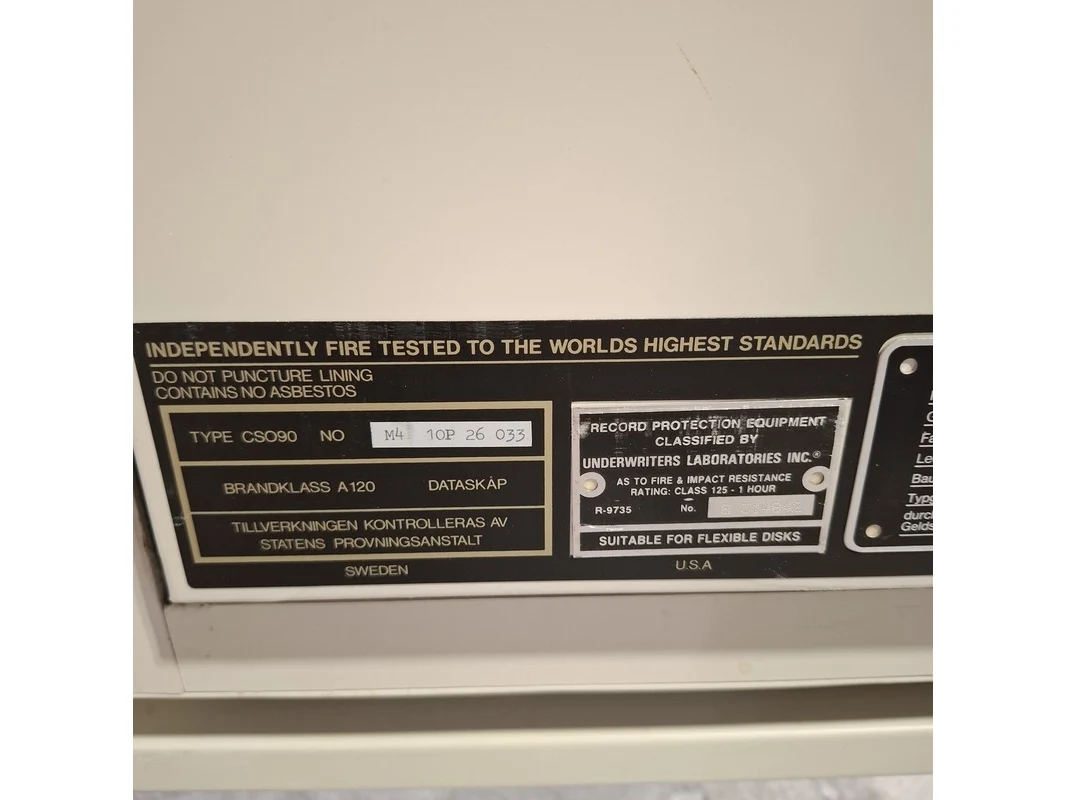 INDEPENDENTLY FIRE TESTED TO THE WORLDS HIGHEST STANDARDS
DO NOT PUNCTURE LINING
CONTAINS NO ASBESTOS
TYPE CSO90 NO M4 10P 26 033
BRANDKLASS A120 DATASKÅP
TILLVERKNINGEN KONTROLLERAS AV
STATENS PROVNINGSANSTALT
SWEDEN
RECORD PROTECTION EQUIPMENT
CLASSIFIED BY
UNDERWRITERS LABORATORIES INC.®
AS TO FIRE & IMPACT RESISTANCE
RATING: CLASS 125 - 1 HOUR
R-9735 No.
SUITABLE FOR FLEXIBLE DISKS
U.S.A